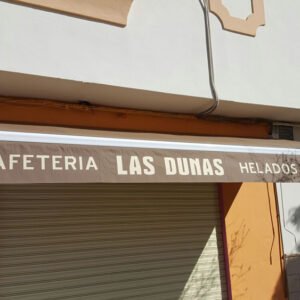 AFETERIA LAS DUNAS HELADOS